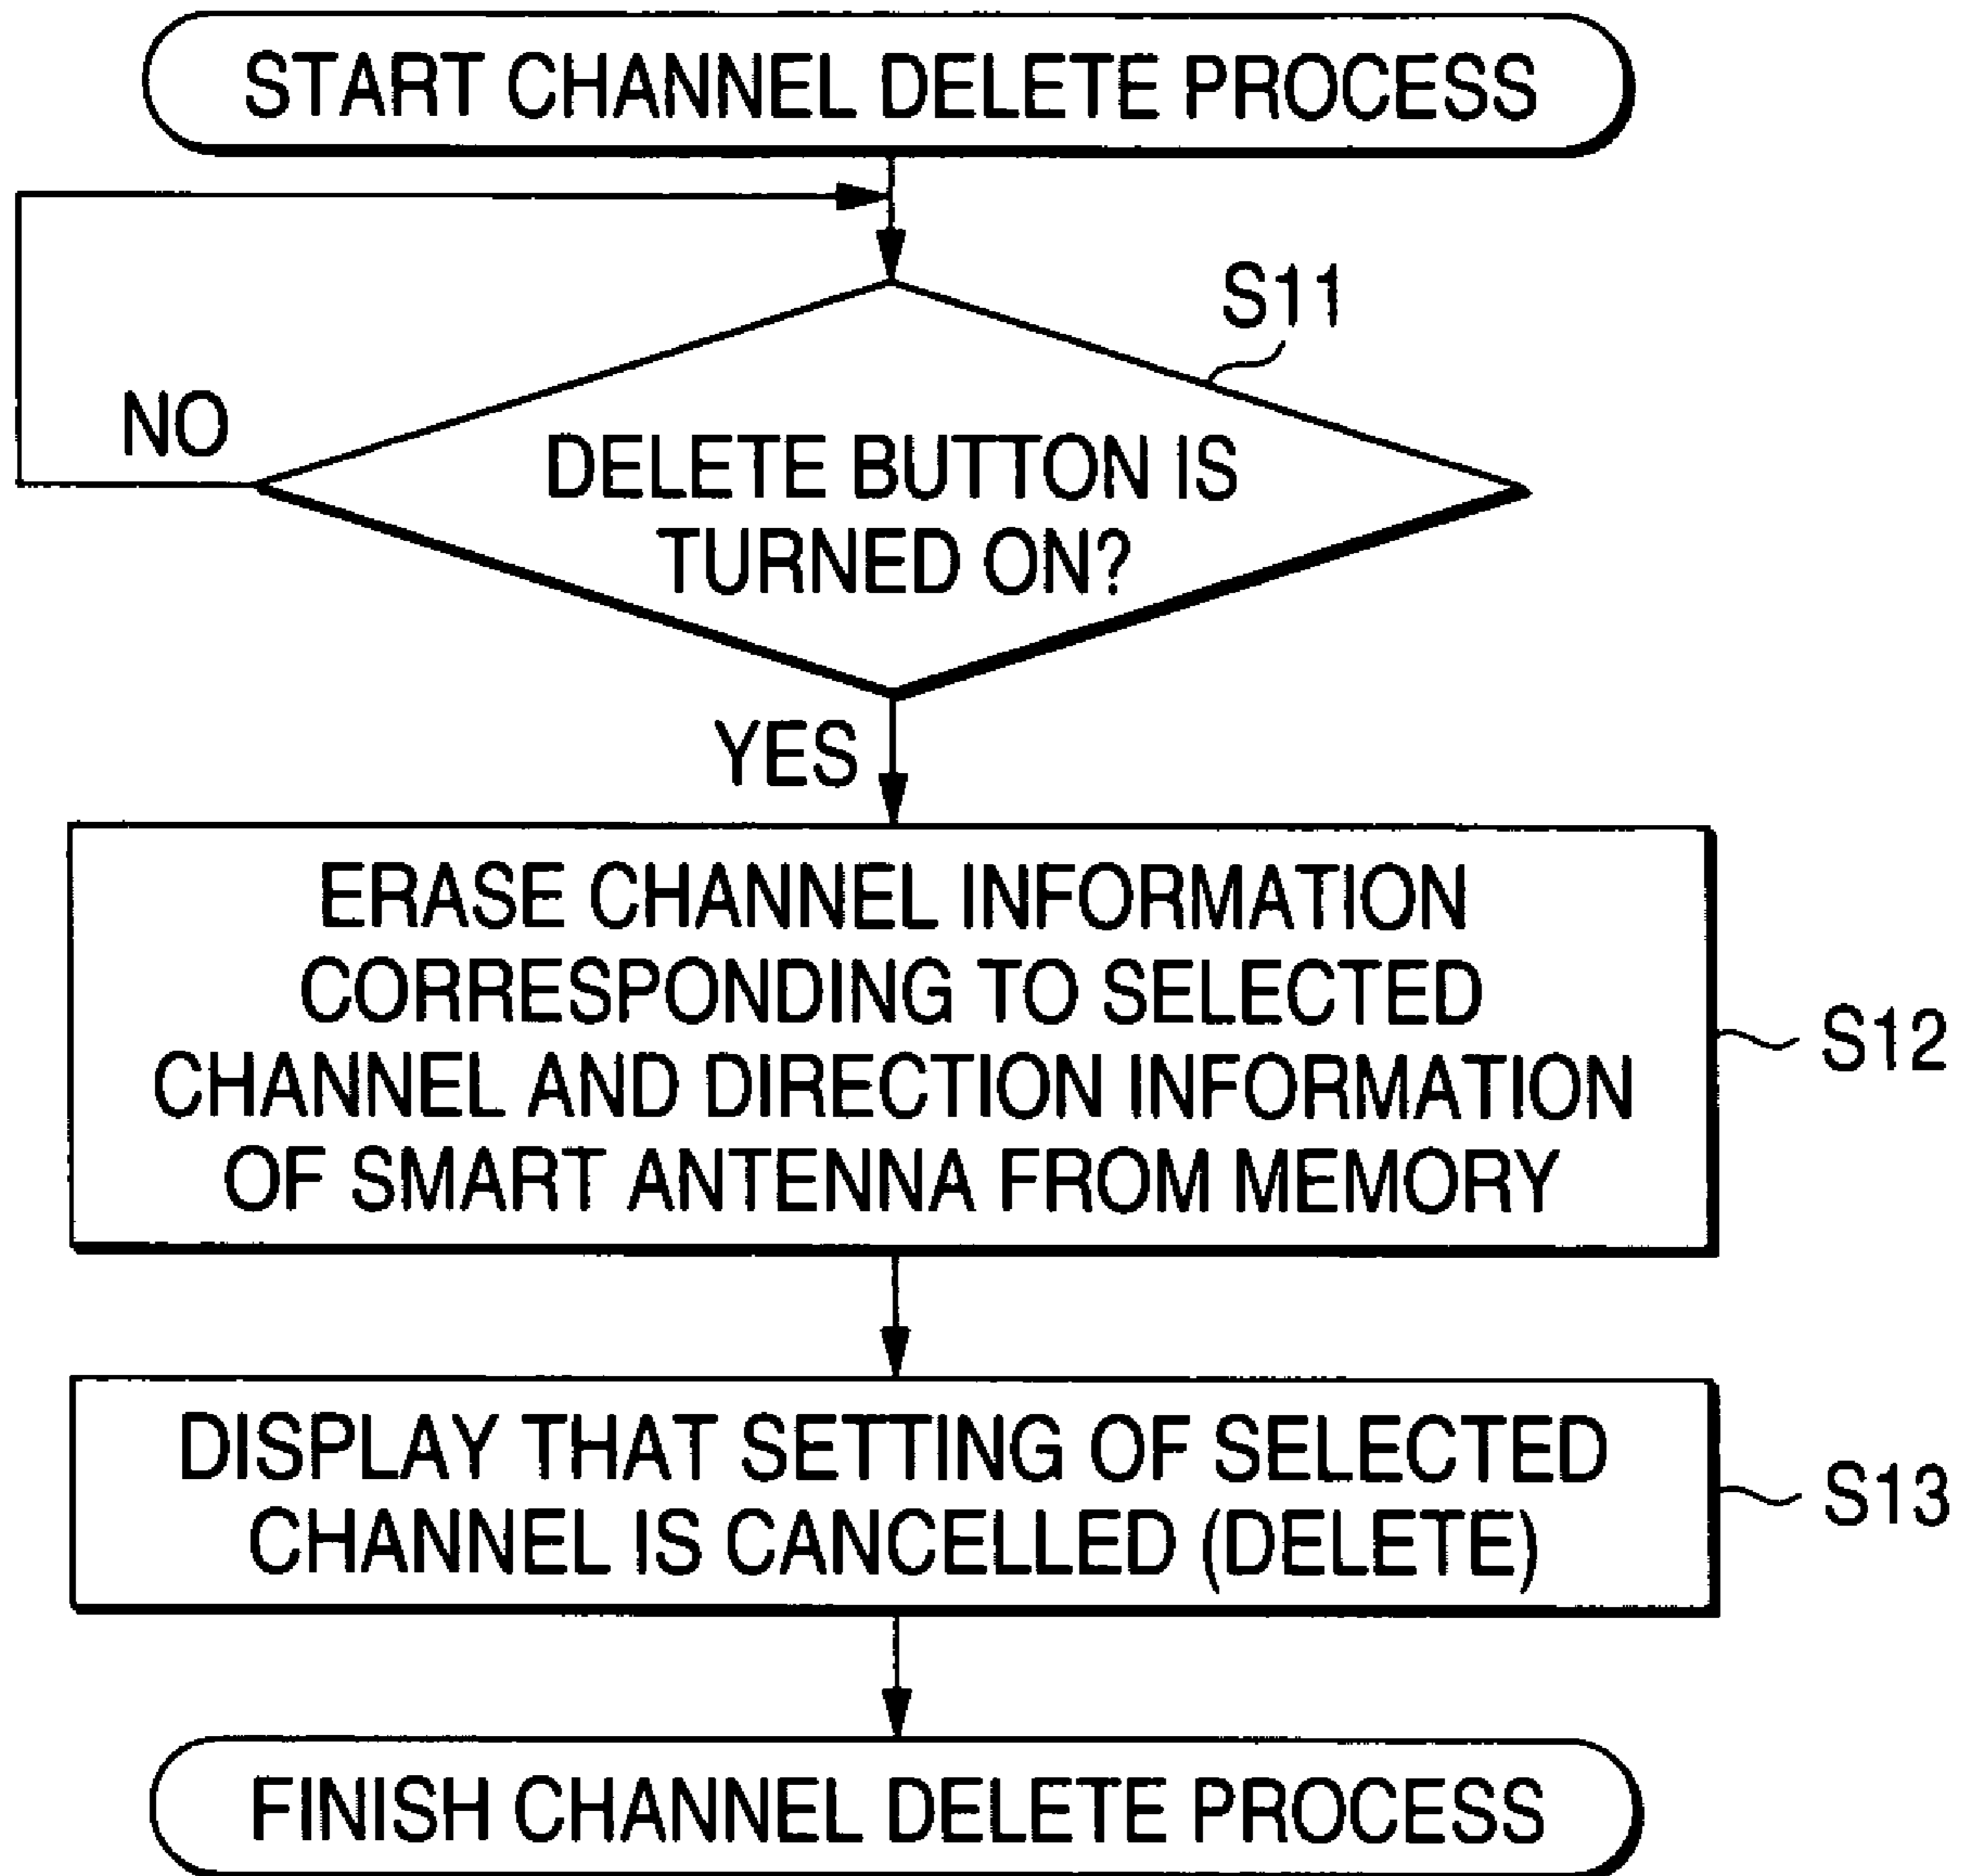 START CHANNEL DELETE PROCESS
S11
NO
DELETE BUTTON IS
TURNED ON?
YES
ERASE CHANNEL INFORMATION
CORRESPONDING TO SELECTED
CHANNEL AND DIRECTION INFORMATION
OF SMART ANTENNA FROM MEMORY
S12
DISPLAY THAT SETTING OF SELECTED
CHANNEL IS CANCELLED (DELETE)
S13
FINISH CHANNEL DELETE PROCESS